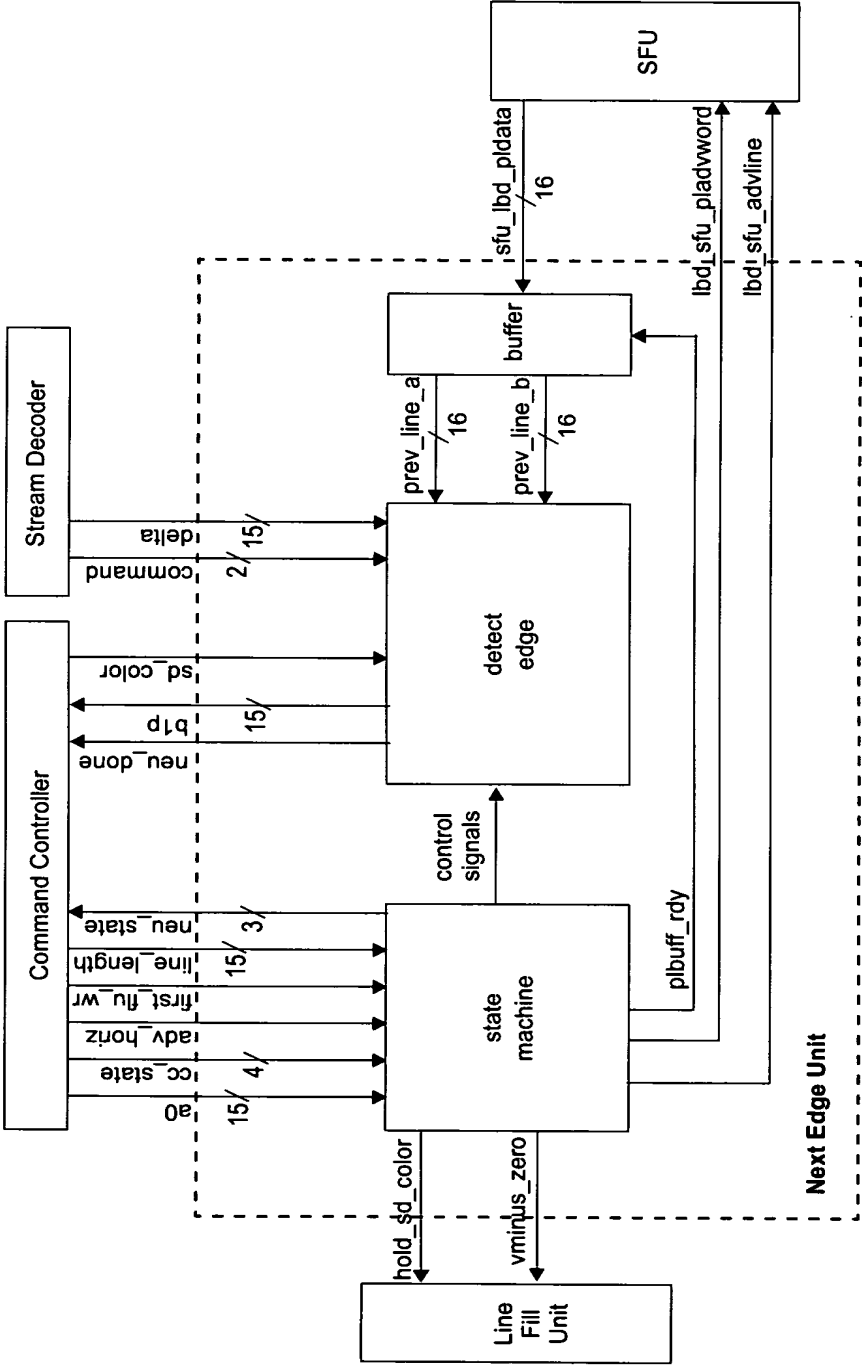 Command Controller
Stream Decoder
a0
15
cc_state
4
adv_horiz
first_flu_wr
line_length
15
neu_state
3
neu_done
b1p
15
sd_color
command
2
delta
15
hold_sd_color
vminus_zero
Line
Fill
Unit
state
machine
control
signals
detect
edge
prev_line_a
16
prev_line_b
16
buffer
sfu_lbd_pldata
16
SFU
plbuff_rdy
lbd_sfu_pladvword
lbd_sfu_advline
Next Edge Unit